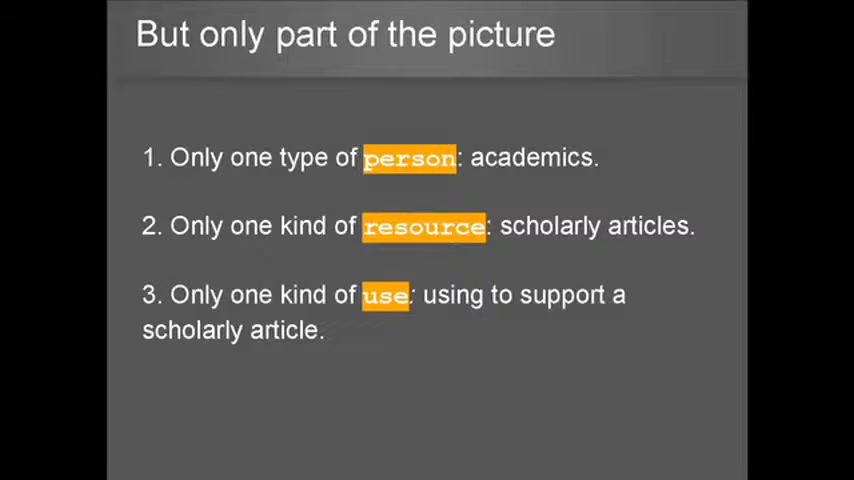 But only part of the picture
1. Only one type of person: academics.
2. Only one kind of resource: scholarly articles.
3. Only one kind of use: using to support a
scholarly article.